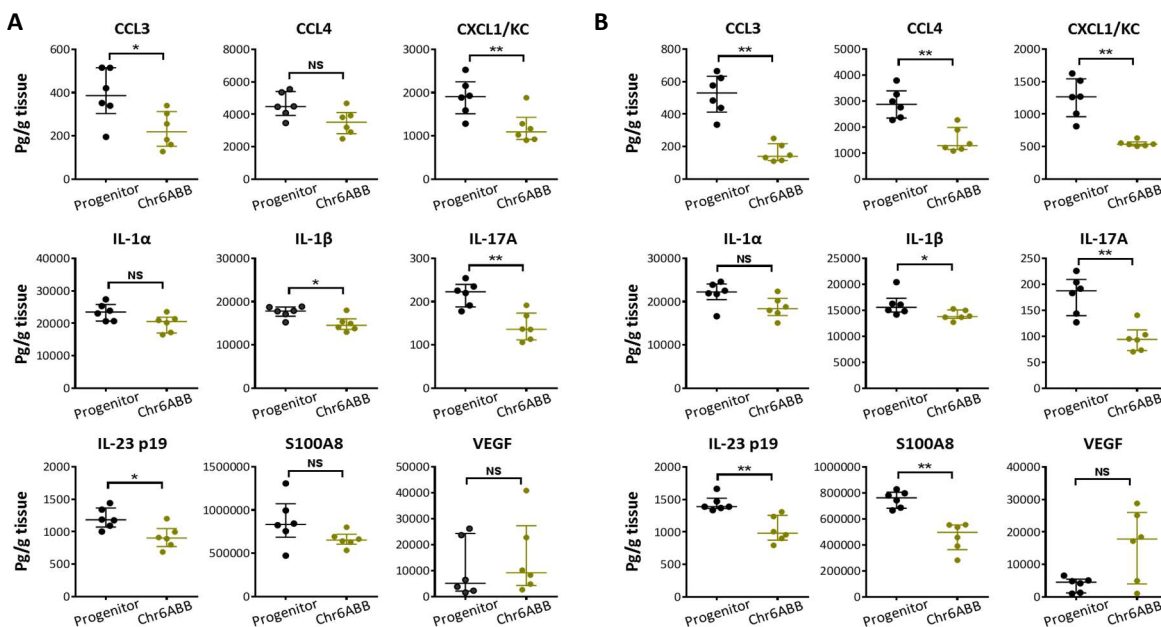 A
CCL3
CCL4
CXCL1/KC
Pg/g tissue
600
400
200
0
*
Progenitor
Chr6ABB
8000
6000
4000
2000
0
NS
Progenitor
Chr6ABB
3000
2000
1000
0
**
Progenitor
Chr6ABB
IL-1α
IL-1β
IL-17A
Pg/g tissue
40000
30000
20000
10000
0
NS
Progenitor
Chr6ABB
30000
20000
10000
0
*
Progenitor
Chr6ABB
300
200
100
0
**
Progenitor
Chr6ABB
IL-23 p19
S100A8
VEGF
Pg/g tissue
2000
1500
1000
500
0
*
Progenitor
Chr6ABB
1500000
1000000
500000
0
NS
Progenitor
Chr6ABB
50000
40000
30000
20000
10000
0
NS
Progenitor
Chr6ABB
B
CCL3
CCL4
CXCL1/KC
Pg/g tissue
800
600
400
200
0
**
Progenitor
Chr6ABB
5000
4000
3000
2000
1000
0
**
Progenitor
Chr6ABB
2000
1500
1000
500
0
**
Progenitor
Chr6ABB
IL-1α
IL-1β
IL-17A
Pg/g tissue
30000
20000
10000
0
NS
Progenitor
Chr6ABB
25000
20000
15000
10000
5000
0
*
Progenitor
Chr6ABB
250
200
150
100
50
0
**
Progenitor
Chr6ABB
IL-23 p19
S100A8
VEGF
Pg/g tissue
2000
1500
1000
500
0
**
Progenitor
Chr6ABB
1000000
800000
600000
400000
200000
0
**
Progenitor
Chr6ABB
40000
30000
20000
10000
0
NS
Progenitor
Chr6ABB